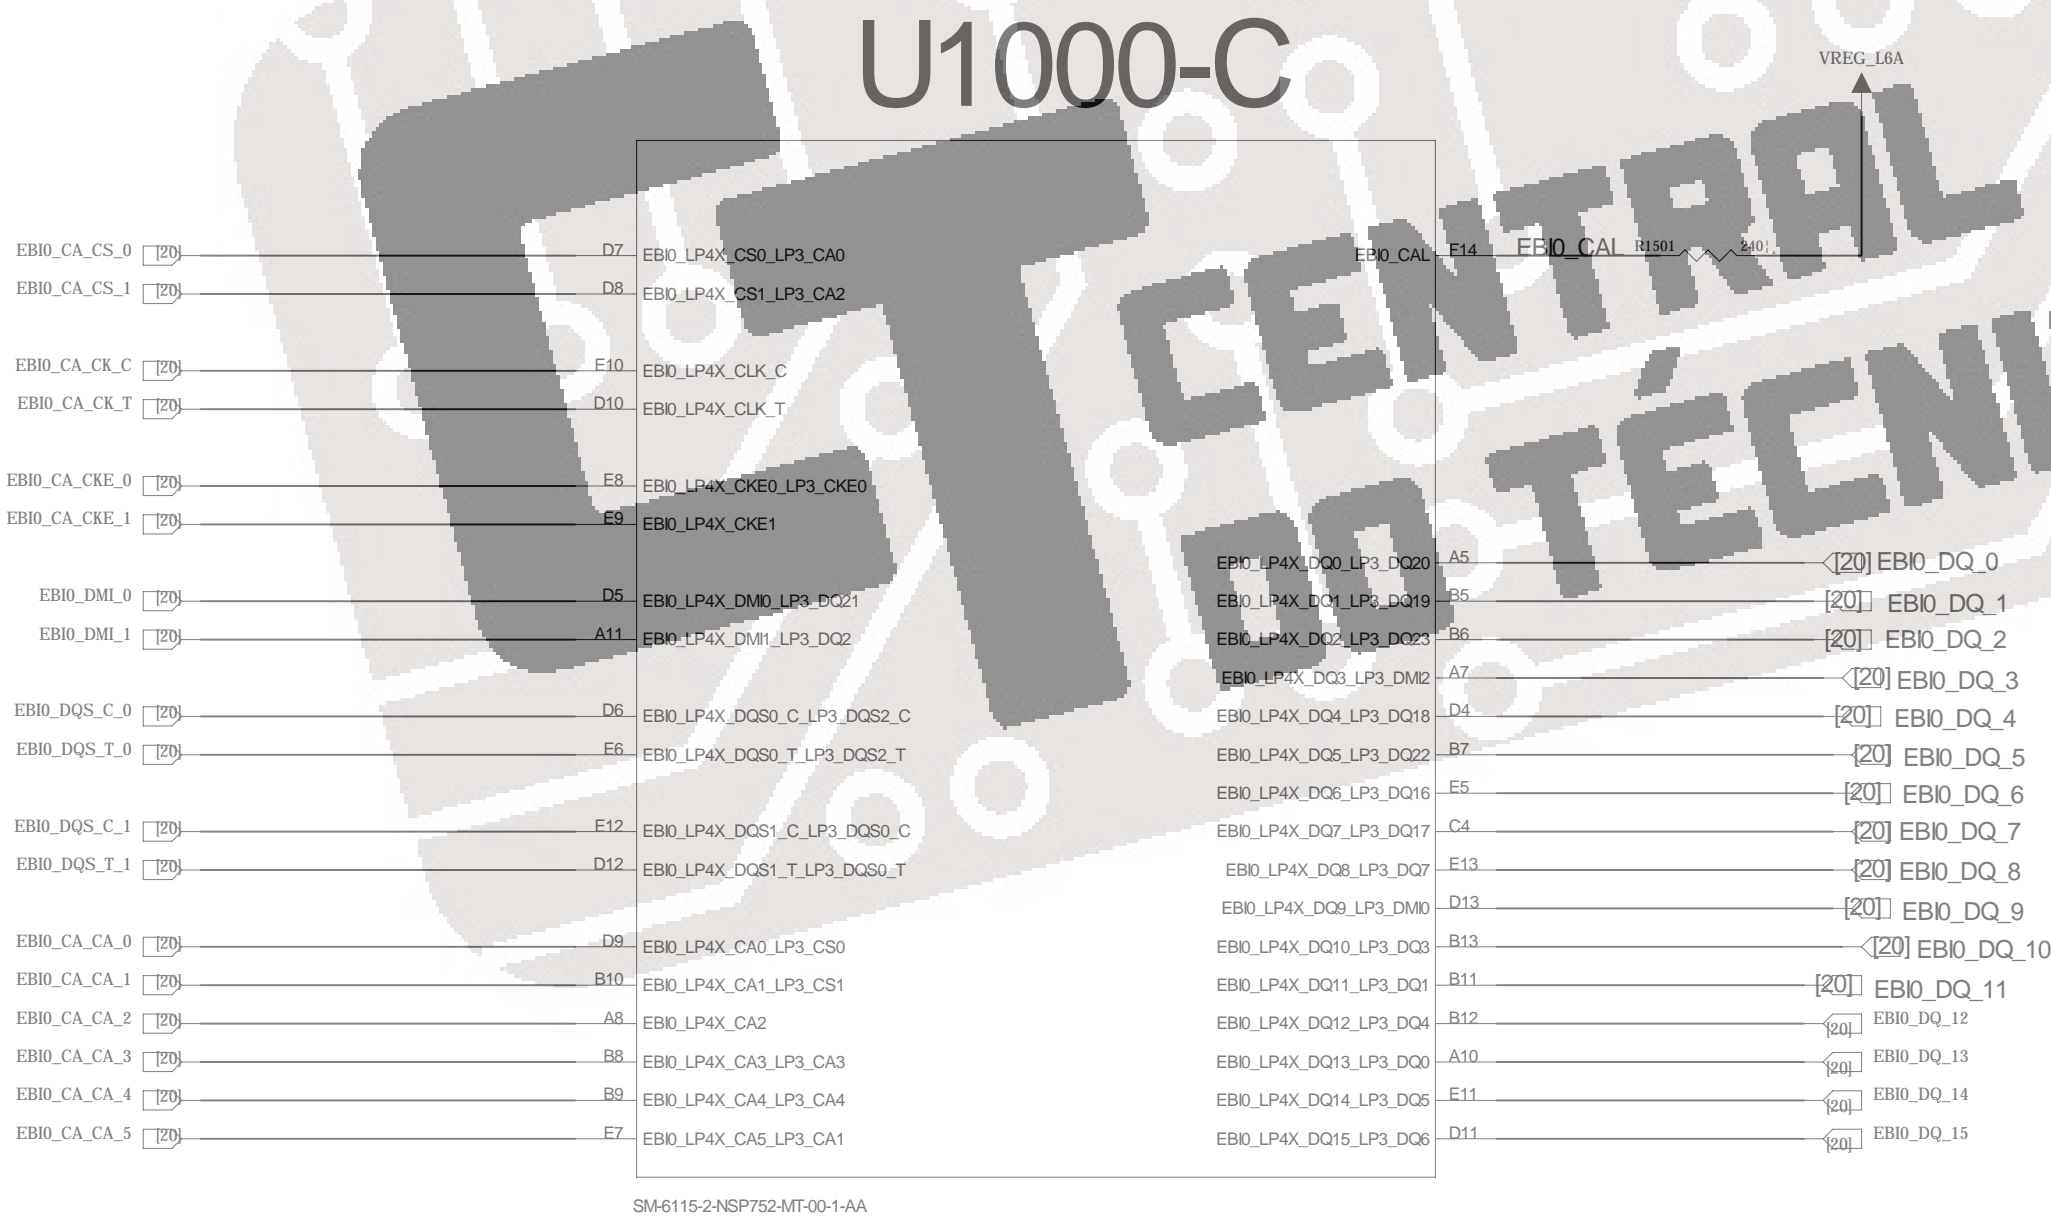 U1000-C
VREG_L6A
EBI0_CA_CS_0 [20] D7 EBI0_LP4X_CS0_LP3_CA0
EBI0_CAL E14 EBI0_CAL R1501 240
EBI0_CA_CS_1 [20] D8 EBI0_LP4X_CS1_LP3_CA2
EBI0_CA_CK_C [20] E10 EBI0_LP4X_CLK_C
EBI0_CA_CK_T [20] D10 EBI0_LP4X_CLK_T
EBI0_CA_CKE_0 [20] E8 EBI0_LP4X_CKE0_LP3_CKE0
EBI0_CA_CKE_1 [20] E9 EBI0_LP4X_CKE1
EBI0_LP4X_DQ0_LP3_DQ20 A5 [20] EBI0_DQ_0
EBI0_DMI_0 [20] D5 EBI0_LP4X_DMI0_LP3_DQ21
EBI0_LP4X_DQ1_LP3_DQ19 B5 [20] EBI0_DQ_1
EBI0_DMI_1 [20] A11 EBI0_LP4X_DMI1_LP3_DQ2
EBI0_LP4X_DQ2_LP3_DQ23 B6 [20] EBI0_DQ_2
EBI0_LP4X_DQ3_LP3_DMI2 A7 [20] EBI0_DQ_3
EBI0_DQS_C_0 [20] D6 EBI0_LP4X_DQS0_C_LP3_DQS2_C
EBI0_LP4X_DQ4_LP3_DQ18 D4 [20] EBI0_DQ_4
EBI0_DQS_T_0 [20] E6 EBI0_LP4X_DQS0_T_LP3_DQS2_T
EBI0_LP4X_DQ5_LP3_DQ22 B7 [20] EBI0_DQ_5
EBI0_LP4X_DQ6_LP3_DQ16 E5 [20] EBI0_DQ_6
EBI0_DQS_C_1 [20] E12 EBI0_LP4X_DQS1_C_LP3_DQS0_C
EBI0_LP4X_DQ7_LP3_DQ17 C4 [20] EBI0_DQ_7
EBI0_DQS_T_1 [20] D12 EBI0_LP4X_DQS1_T_LP3_DQS0_T
EBI0_LP4X_DQ8_LP3_DQ7 E13 [20] EBI0_DQ_8
EBI0_LP4X_DQ9_LP3_DMI0 D13 [20] EBI0_DQ_9
EBI0_CA_CA_0 [20] D9 EBI0_LP4X_CA0_LP3_CS0
EBI0_LP4X_DQ10_LP3_DQ3 B13 [20] EBI0_DQ_10
EBI0_CA_CA_1 [20] B10 EBI0_LP4X_CA1_LP3_CS1
EBI0_LP4X_DQ11_LP3_DQ1 B11 [20] EBI0_DQ_11
EBI0_CA_CA_2 [20] A8 EBI0_LP4X_CA2
EBI0_LP4X_DQ12_LP3_DQ4 B12 [20] EBI0_DQ_12
EBI0_CA_CA_3 [20] B8 EBI0_LP4X_CA3_LP3_CA3
EBI0_LP4X_DQ13_LP3_DQ0 A10 [20] EBI0_DQ_13
EBI0_CA_CA_4 [20] B9 EBI0_LP4X_CA4_LP3_CA4
EBI0_LP4X_DQ14_LP3_DQ5 E11 [20] EBI0_DQ_14
EBI0_CA_CA_5 [20] E7 EBI0_LP4X_CA5_LP3_CA1
EBI0_LP4X_DQ15_LP3_DQ6 D11 [20] EBI0_DQ_15
SM-6115-2-NSP752-MT-00-1-AA
CT CENTRAL
DO